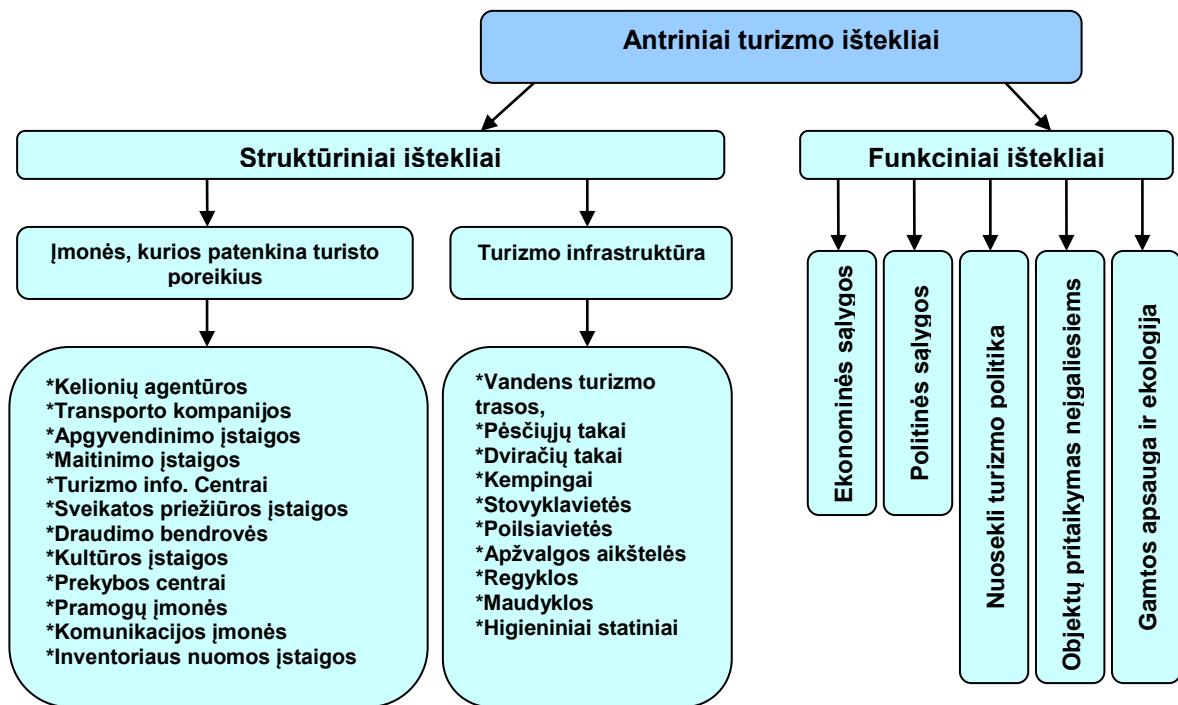 Antriniai turizmo ištekliai
Struktūriniai ištekliai
Funkciniai ištekliai
Įmonės, kurios patenkina turisto
poreikius
Turizmo infrastruktūra
*Kelionių agentūros
*Transporto kompanijos
*Apgyvendinimo įstaigos
*Maitinimo įstaigos
*Turizmo info. Centrai
*Sveikatos priežiūros įstaigos
*Draudimo bendrovės
*Kultūros įstaigos
*Prekybos centrai
*Pramogų įmonės
*Komunikacijos įmonės
*Inventoriaus nuomos įstaigos
*Vandens turizmo
trasos,
*Pėsčiųjų takai
*Dviračių takai
*Kempingai
*Stovyklavietės
*Poilsiavietės
*Apžvalgos aikštelės
*Regyklos
*Maudyklos
*Higieniniai statiniai
Ekonominės sąlygos
Politinės sąlygos
Nuosekli turizmo politika
Objektų pritaikymas neįgaliesiems
Gamtos apsauga ir ekologija